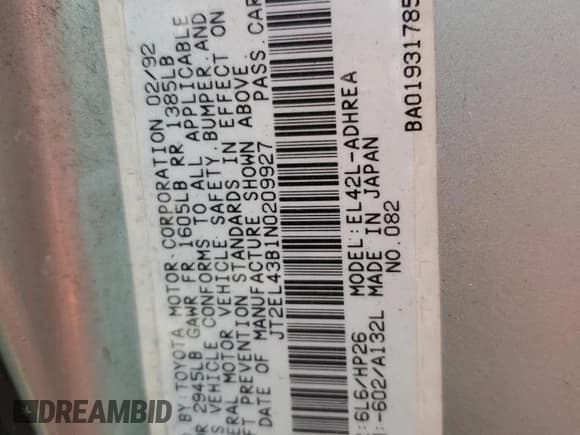 D BY: TOYOTA MOTOR CORPORATION 02/92
R 2945LB GAWR FR 1605LB RR 1385LB
S VEHICLE CONFORMS TO ALL APPLICABLE
ERAL MOTOR VEHICLE SAFETY, BUMPER, AND
FT PREVENTION STANDARDS IN EFFECT ON
DATE OF MANUFACTURE SHOWN ABOVE.
JT2EL43B1N0209927 PASS. CAR
: 6L6/HP26 MODEL: EL42L-ADHREA
-602/A132L MADE IN JAPAN
NO. 082
BA01931785
DREAMBID